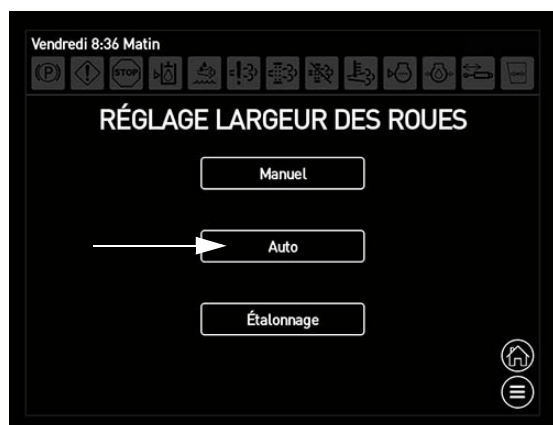 Vendredi 8:36 Matin
STOP
RÉGLAGE LARGEUR DES ROUES
Manuel
Auto
Étalonnage